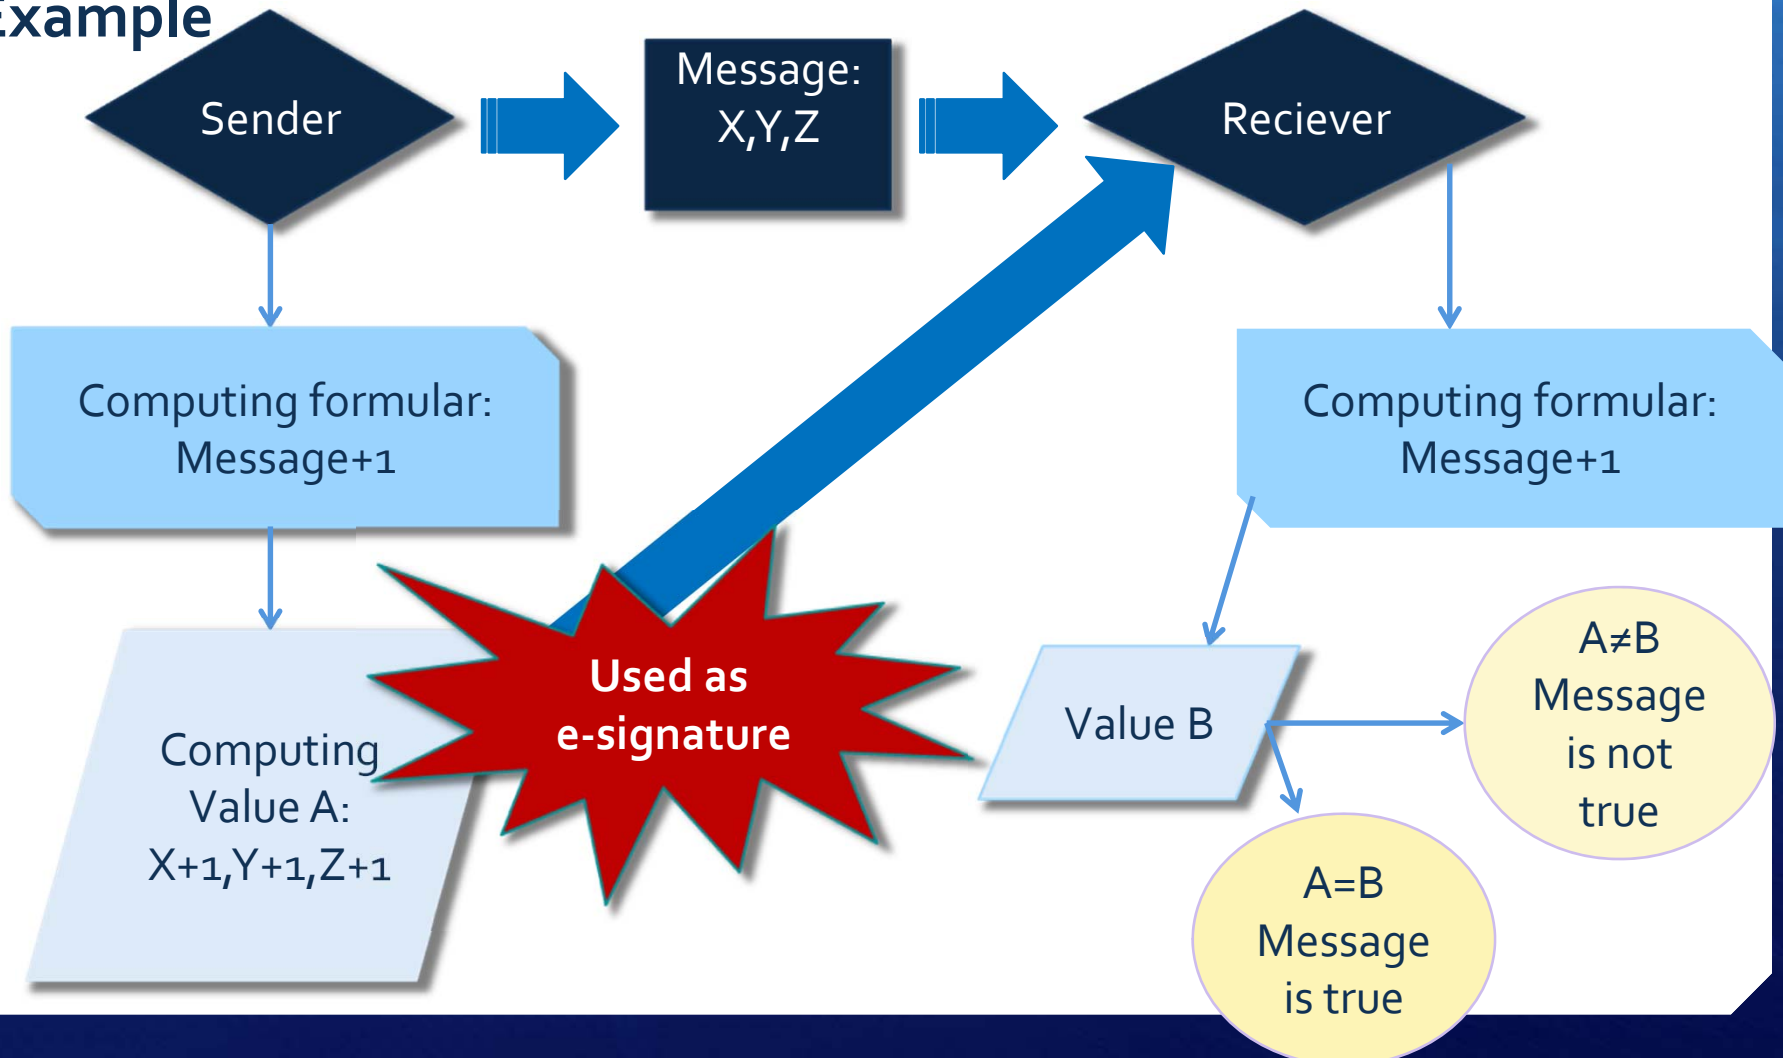 Example
Sender
Message:
X,Y,Z
Reciever
Computing formular:
Message+1
Computing formular:
Message+1
Computing
Value A:
X+1,Y+1,Z+1
Used as
e-signature
Value B
A≠B
Message
is not
true
A=B
Message
is true